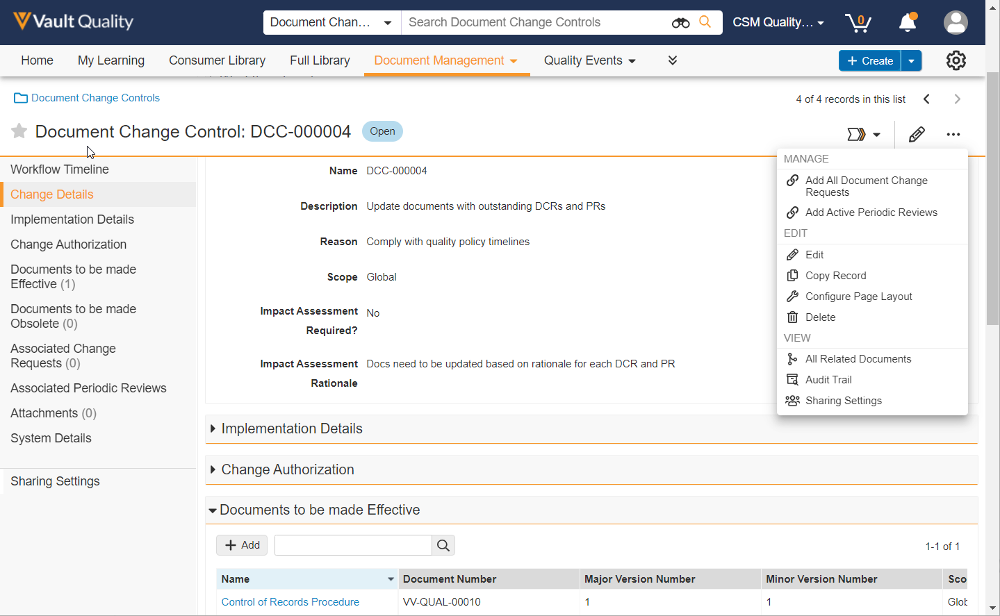 Vault Quality
Document Chan...
Search Document Change Controls
CSM Quality...
0
Home
My Learning
Consumer Library
Full Library
Document Management
Quality Events
Create
Document Change Controls
4 of 4 records in this list
Document Change Control: DCC-000004
Open
Workflow Timeline
Change Details
Implementation Details
Change Authorization
Documents to be made
Effective (1)
Documents to be made
Obsolete (0)
Associated Change
Requests (0)
Associated Periodic Reviews
Attachments (0)
System Details
Sharing Settings
Name DCC-000004
Description Update documents with outstanding DCRs and PRs
Reason Comply with quality policy timelines
Scope Global
Impact Assessment No
Required?
Impact Assessment Docs need to be updated based on rationale for each DCR and PR
Rationale
MANAGE
Add All Document Change
Requests
Add Active Periodic Reviews
EDIT
Edit
Copy Record
Configure Page Layout
Delete
VIEW
All Related Documents
Audit Trail
Sharing Settings
Implementation Details
Change Authorization
Documents to be made Effective
Add
1-1 of 1
Name Document Number Major Version Number Minor Version Number Sco
Control of Records Procedure VV-QUAL-00010 1 1 Glob